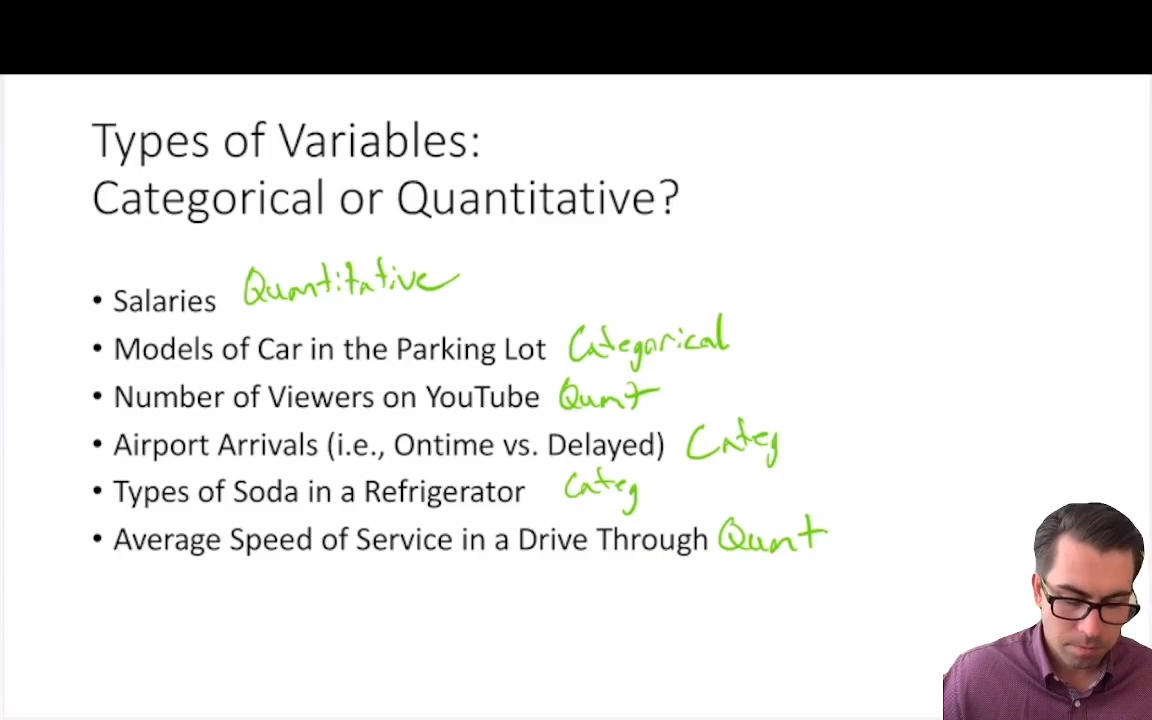 Types of Variables:
Categorical or Quantitative?
• Salaries Quantitative
• Models of Car in the Parking Lot Categorical
• Number of Viewers on YouTube Qunt
• Airport Arrivals (i.e., Ontime vs. Delayed) Categ
• Types of Soda in a Refrigerator Categ
• Average Speed of Service in a Drive Through Qunt